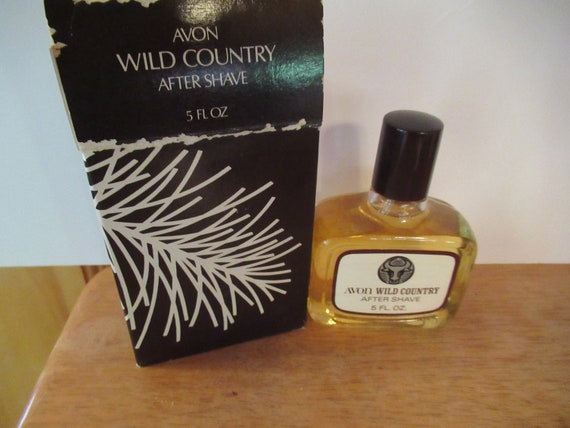 AVON
WILD COUNTRY
AFTER SHAVE
5 FL OZ
AVON WILD COUNTRY
AFTER SHAVE
5 FL. OZ.